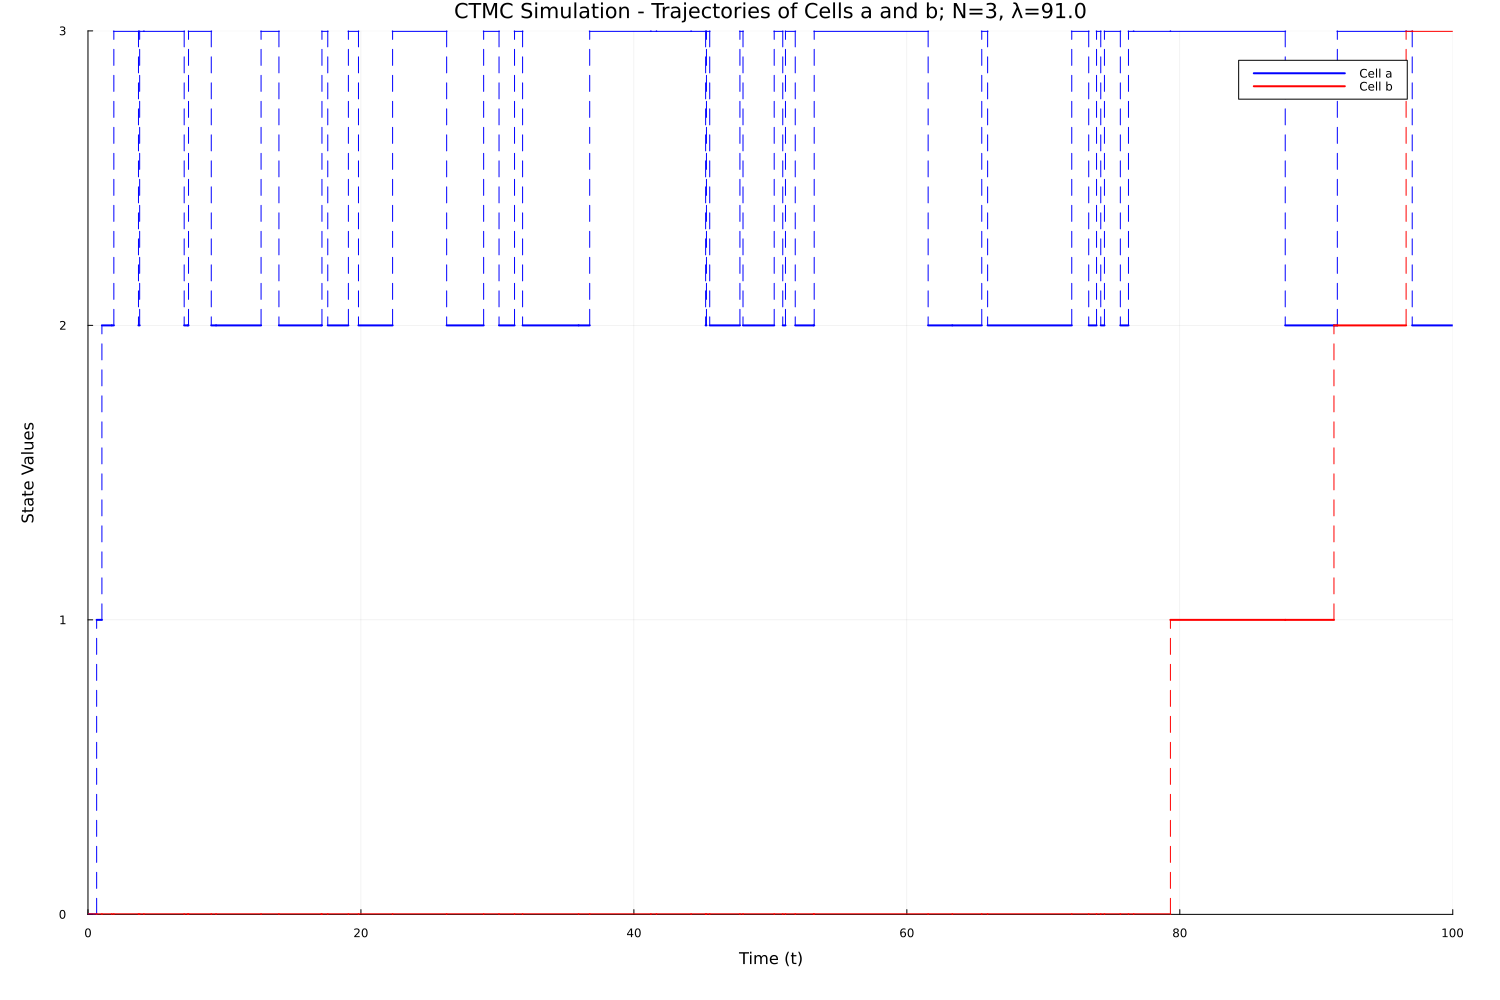 CTMC Simulation - Trajectories of Cells a and b; N=3, λ=91.0
3
Cell a
Cell b
2
State Values
1
0
0 20 40 60 80 100
Time (t)